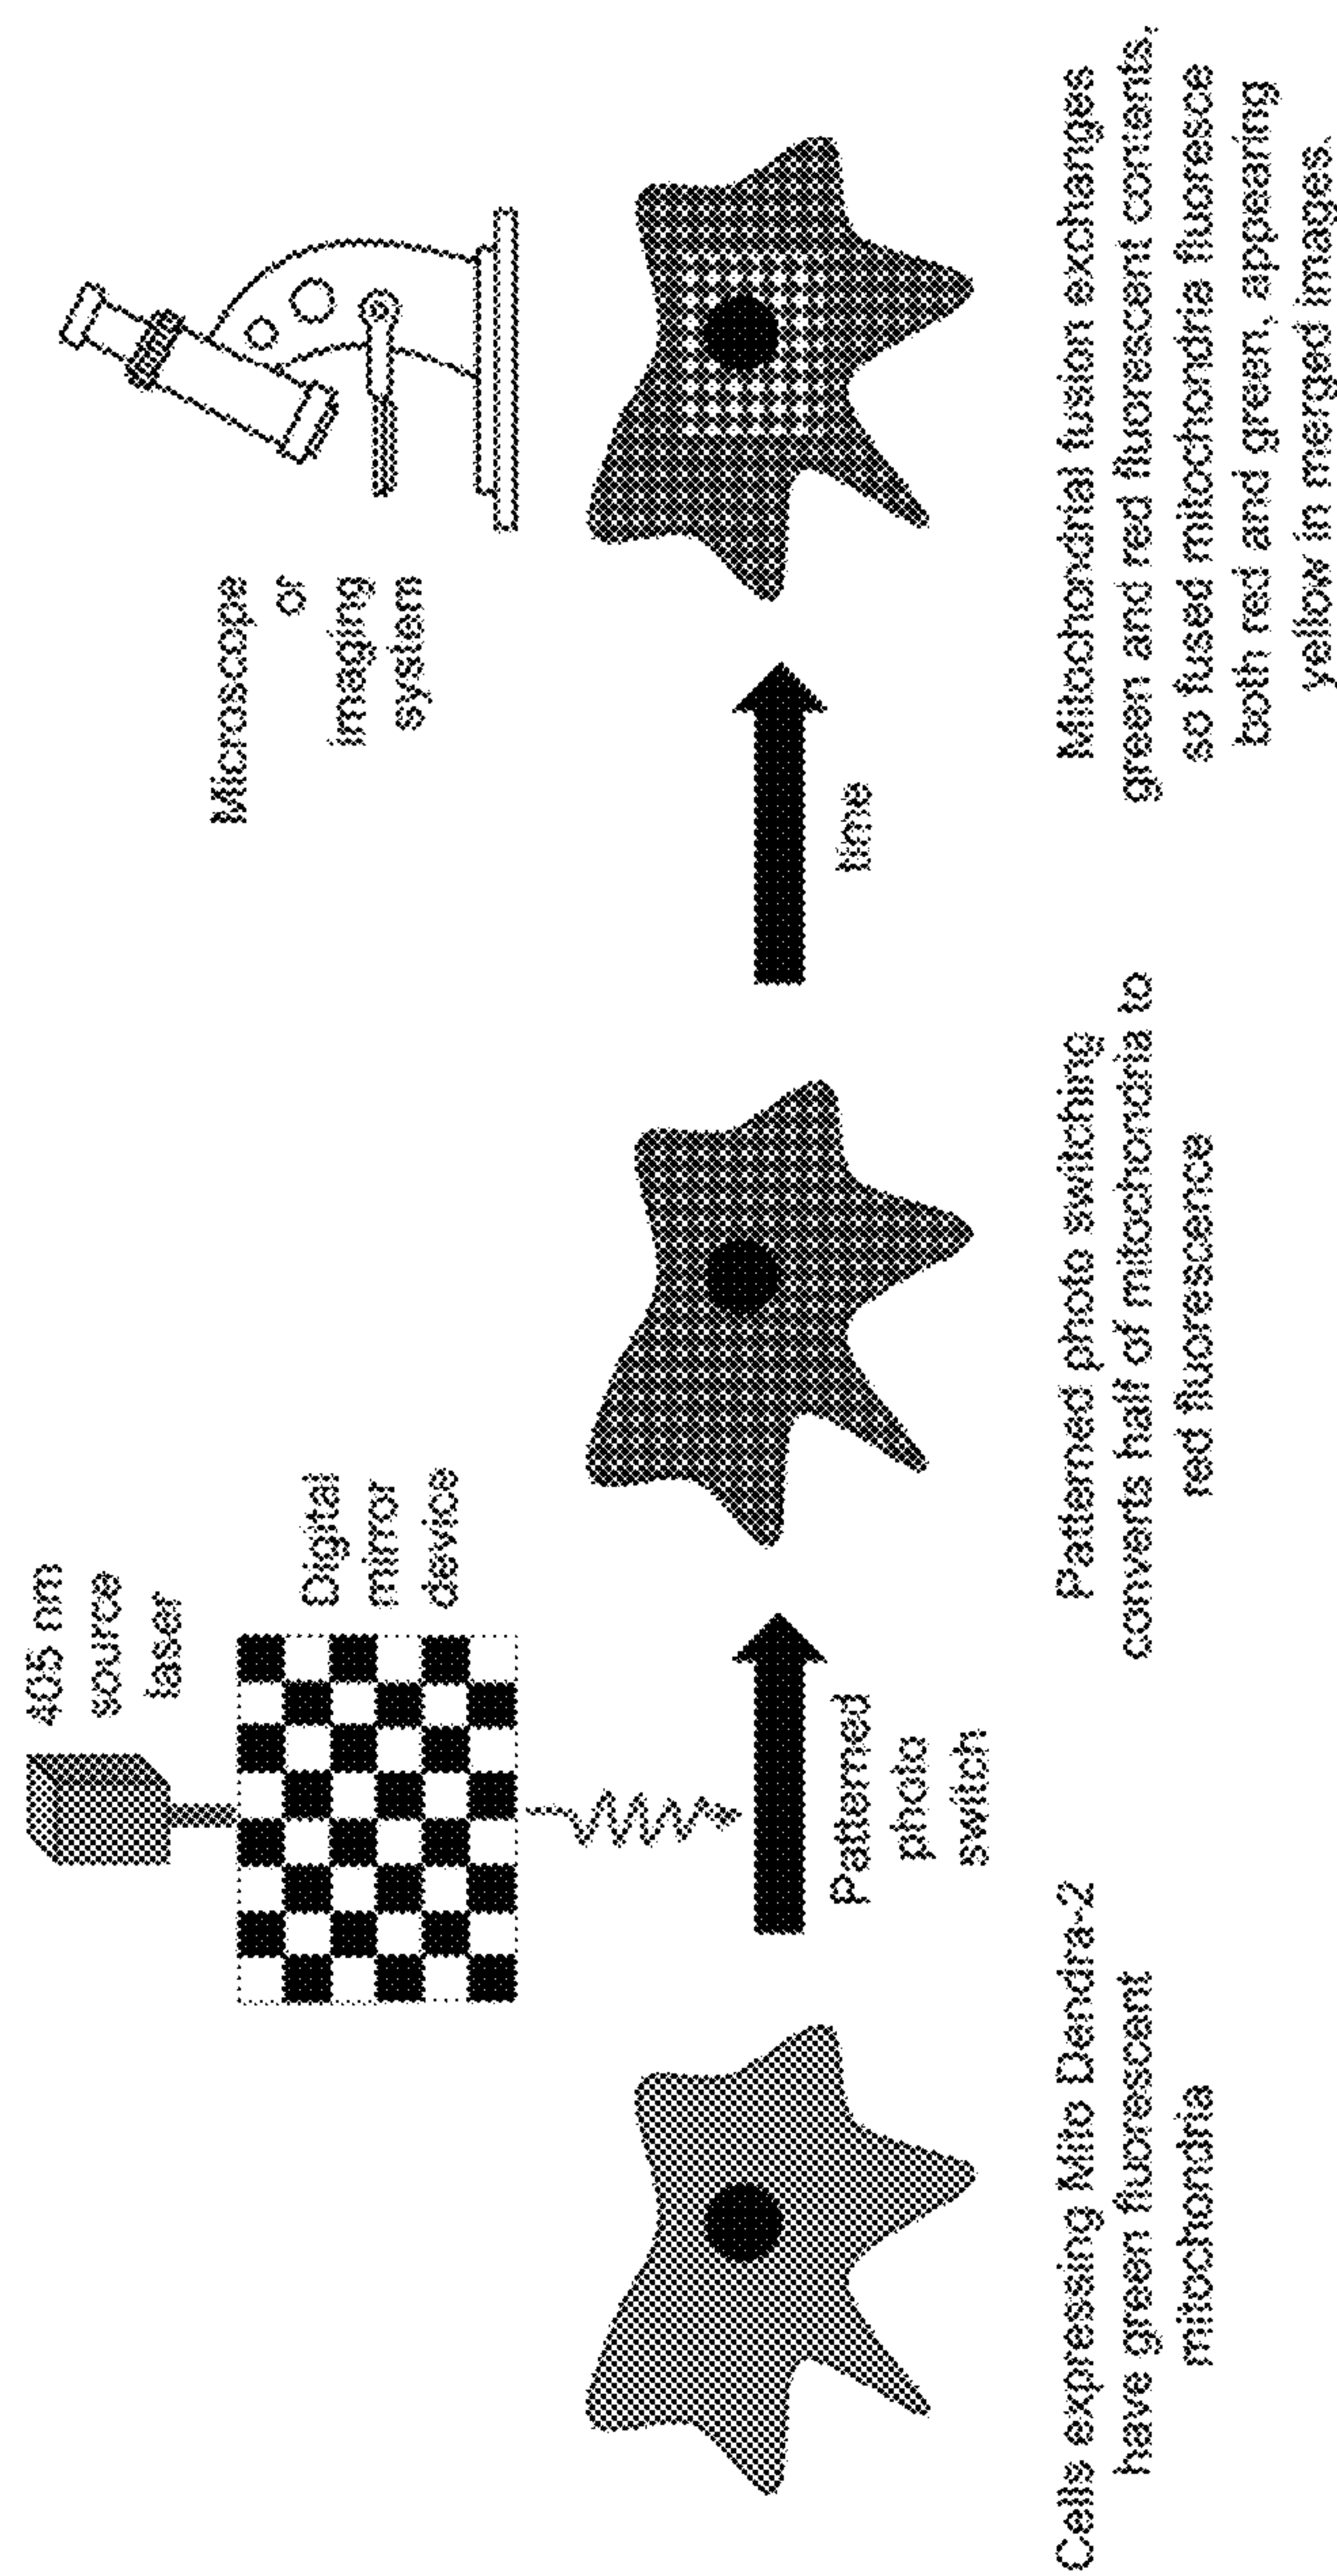 405 nm
source
laser
Digital
mirror
device
Microscope
or
imaging
system
Patterned
photo
switch
time
Cells expressing Mito Dendra-2
have green fluorescent
mitochondria
Patterned photo switching
converts half of mitochondria to
red fluorescence
Mitochondrial fusion exchanges
green and red fluorescent contents,
so fused mitochondria fluoresce
both red and green, appearing
yellow in merged images.